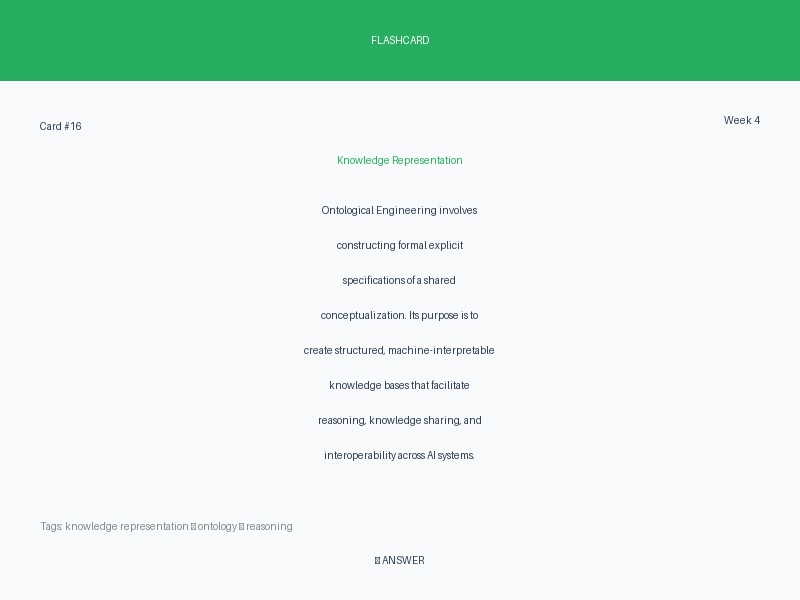 FLASHCARD
Card #16
Week 4
Knowledge Representation
Ontological Engineering involves
constructing formal explicit
specifications of a shared
conceptualization. Its purpose is to
create structured, machine-interpretable
knowledge bases that facilitate
reasoning, knowledge sharing, and
interoperability across AI systems.
Tags: knowledge representation ▯ ontology ▯ reasoning
▯ ANSWER